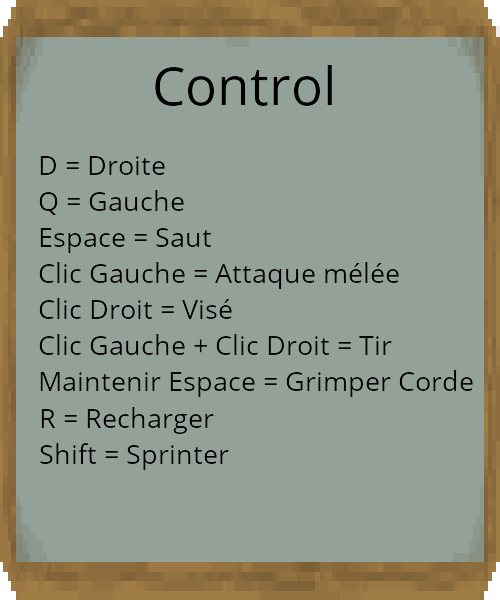 Control
D = Droite
Q = Gauche
Espace = Saut
Clic Gauche = Attaque mélée
Clic Droit = Visé
Clic Gauche + Clic Droit = Tir
Maintenir Espace = Grimper Corde
R = Recharger
Shift = Sprinter